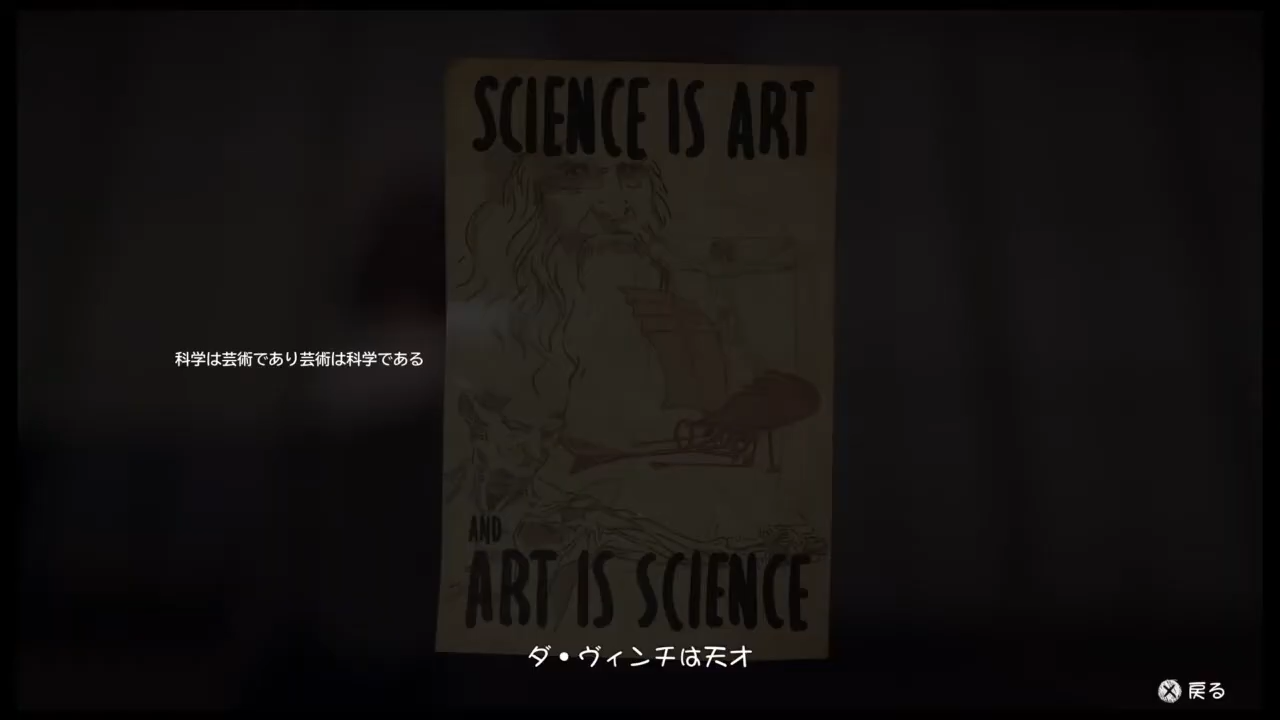 SCIENCE IS ART
科学は芸術であり芸術は科学である
AND
ART IS SCIENCE
ダ・ヴィンチは天才
戻る